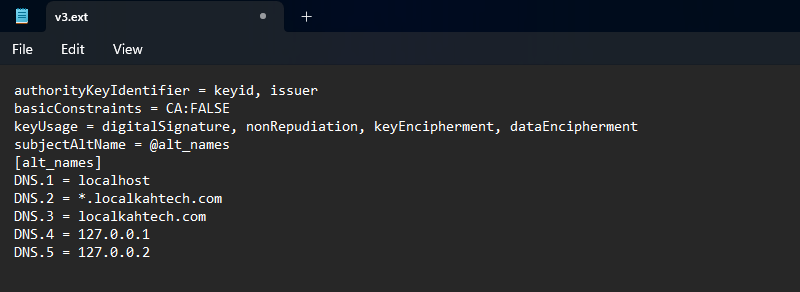 v3.ext
File Edit View
authorityKeyIdentifier = keyid, issuer
basicConstraints = CA:FALSE
keyUsage = digitalSignature, nonRepudiation, keyEncipherment, dataEncipherment
subjectAltName = @alt_names
[alt_names]
DNS.1 = localhost
DNS.2 = *.localkahtech.com
DNS.3 = localkahtech.com
DNS.4 = 127.0.0.1
DNS.5 = 127.0.0.2